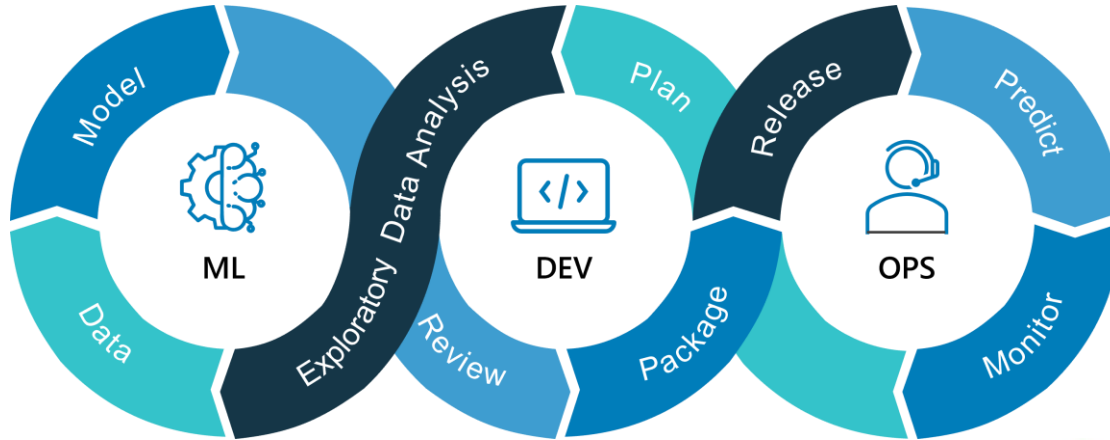 Model
Data
ML
Exploratory Data Analysis
Review
DEV
Plan
Package
Release
OPS
Predict
Monitor